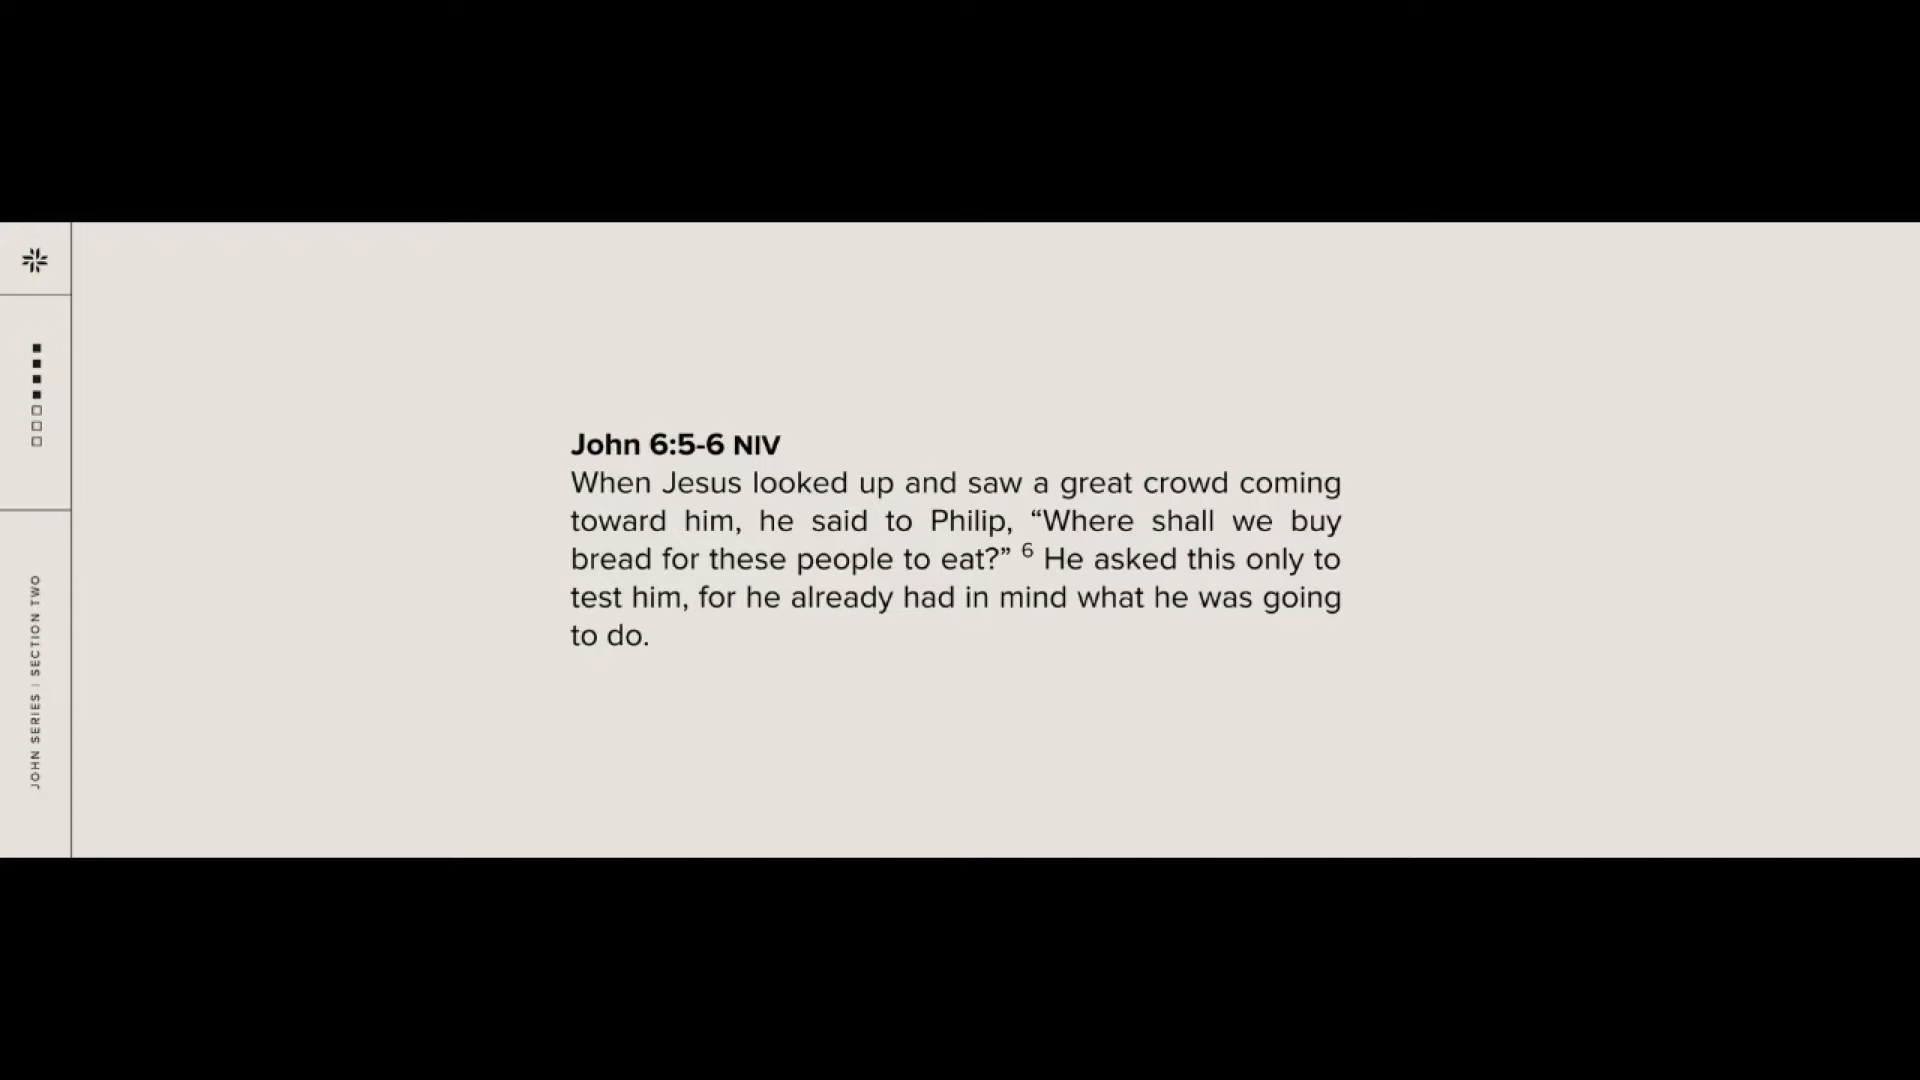 John 6:5-6 NIV
When Jesus looked up and saw a great crowd coming
toward him, he said to Philip, “Where shall we buy
bread for these people to eat?” ⁶ He asked this only to
test him, for he already had in mind what he was going
to do.
JOHN SERIES | SECTION TWO